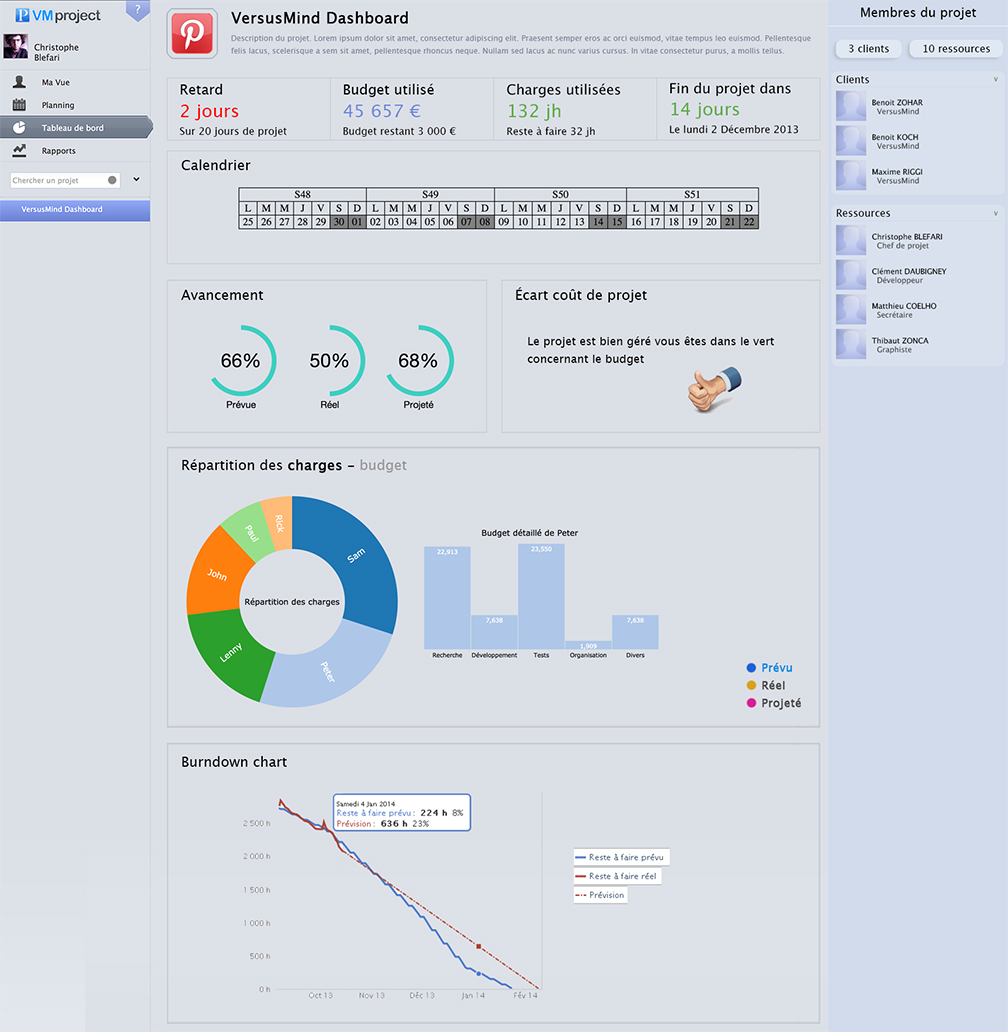 VMproject
?
Christophe
Blefari
Ma Vue
Planning
Tableau de bord
Rapports
Chercher un projet
VersusMind Dashboard
VersusMind Dashboard
Description du projet. Lorem ipsum dolor sit amet, consectetur adipiscing elit. Praesent semper eros ac orci euismod, vitae tempus leo euismod. Pellentesque
felis lacus, scelerisque a sem sit amet, pellentesque rhoncus neque. Nullam sed lacus ac nunc varius cursus. In vitae consectetur purus, a mollis tellus.
Retard
2 jours
Sur 20 jours de projet
Budget utilisé
45 657 €
Budget restant 3 000 €
Charges utilisées
132 jh
Reste à faire 32 jh
Fin du projet dans
14 jours
Le lundi 2 Décembre 2013
Calendrier
S48 S49 S50 S51
L M M J V S D L M M J V S D L M M J V S D L M M J V S D
25 26 27 28 29 30 01 02 03 04 05 06 07 08 09 10 11 12 13 14 15 16 17 18 19 20 21 22
Avancement
66% 50% 68%
Prévue Réel Projeté
Écart coût de projet
Le projet est bien géré vous êtes dans le vert
concernant le budget
Répartition des charges – budget
Rick
Paul
Sam
John
Répartition des charges
Lenny
Peter
Budget détaillé de Peter
22,913 7,638 23,550 1,909 7,638
Recherche Développement Tests Organisation Divers
Prévu
Réel
Projeté
Burndown chart
Samedi 4 Jan 2014
Reste à faire prévu : 224 h 8%
Prévision : 636 h 23%
2 500 h
2 000 h
1 500 h
1 000 h
500 h
0 h
Oct 13 Nov 13 Déc 13 Jan 14 Fév 14
Reste à faire prévu
Reste à faire réel
Prévision
Membres du projet
3 clients 10 ressources
Clients
Benoit ZOHAR
VersusMind
Benoit KOCH
VersusMind
Maxime RIGGI
VersusMind
Ressources
Christophe BLEFARI
Chef de projet
Clément DAUBIGNEY
Développeur
Matthieu COELHO
Secrétaire
Thibaut ZONCA
Graphiste